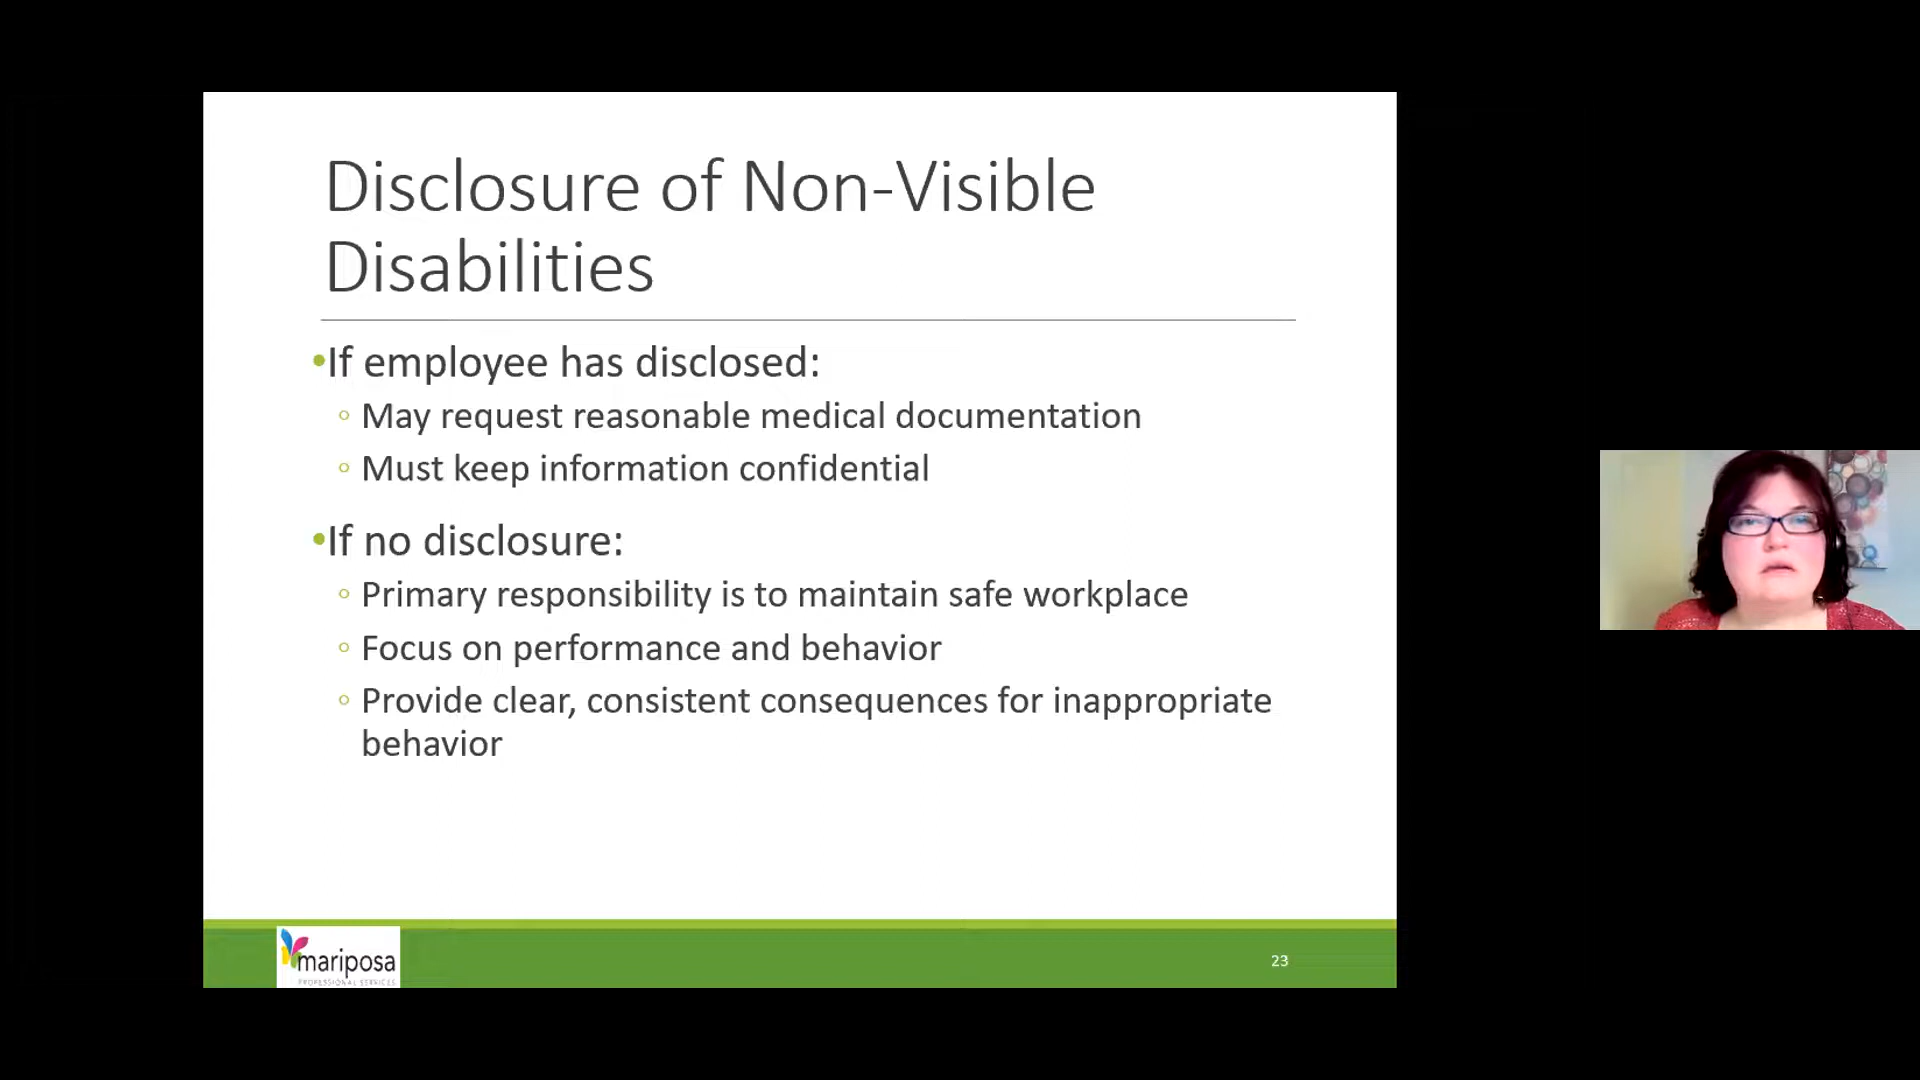 Disclosure of Non-Visible
Disabilities
•If employee has disclosed:
◦ May request reasonable medical documentation
◦ Must keep information confidential
•If no disclosure:
◦ Primary responsibility is to maintain safe workplace
◦ Focus on performance and behavior
◦ Provide clear, consistent consequences for inappropriate
behavior
mariposa
PROFESSIONAL SERVICES
23